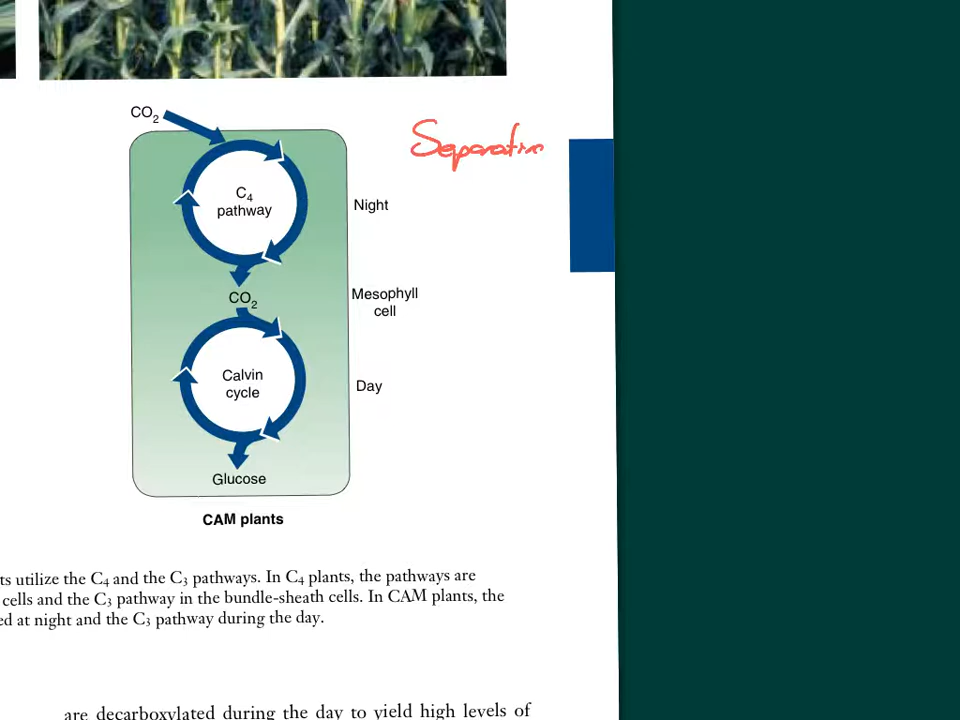 CO2
Separation
C4
pathway
Night
CO2
Mesophyll
cell
Calvin
cycle
Day
Glucose
CAM plants
ts utilize the C4 and the C3 pathways. In C4 plants, the pathways are
cells and the C3 pathway in the bundle-sheath cells. In CAM plants, the
ed at night and the C3 pathway during the day.
are decarboxylated during the day to yield high levels of